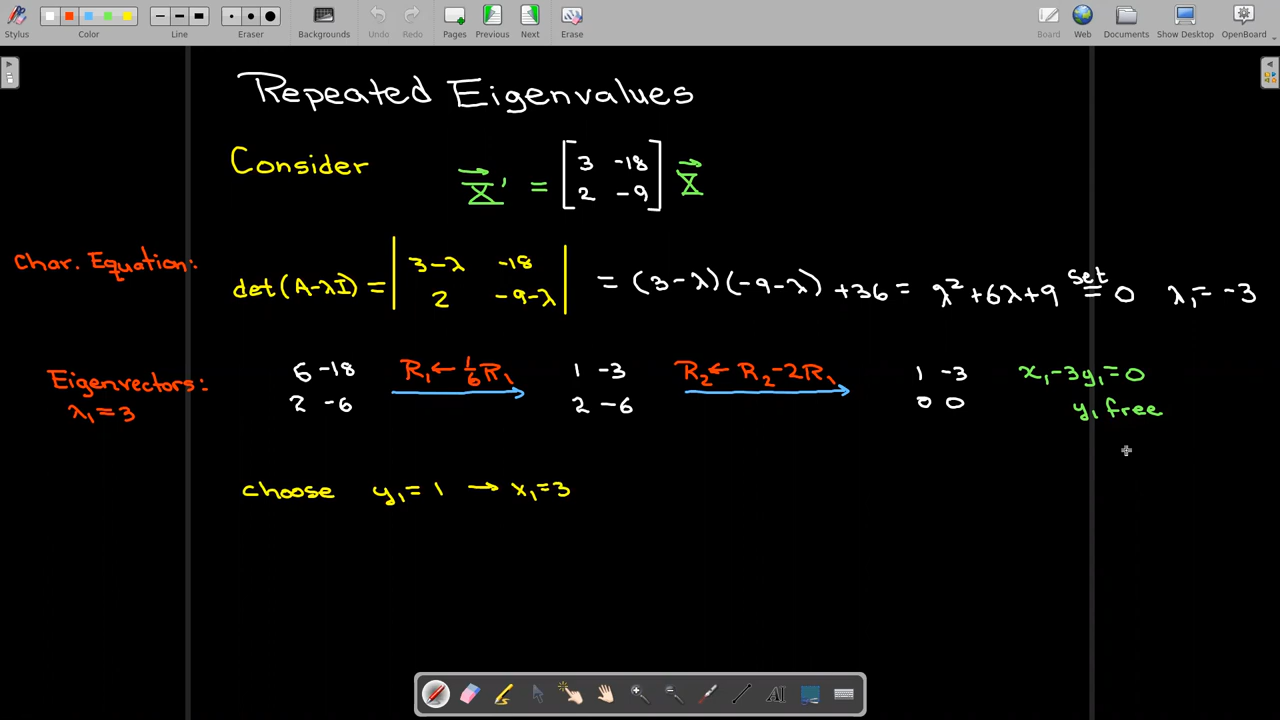 Stylus
Color
Line
Eraser
Backgrounds
Undo
Redo
Pages
Previous
Next
Erase
Board
Web
Documents
Show Desktop
OpenBoard
Repeated Eigenvalues
Consider X⃗' = [3 -18; 2 -9] X⃗
Char. Equation: det(A-λI) = |3-λ -18; 2 -9-λ| = (3-λ)(-9-λ) +36 = λ²+6λ+9 set = 0 λ₁ = -3
Eigenvectors:
λ₁=3
6 -18 R₁ ← 1/6 R₁ 1 -3 R₂ ← R₂-2R₁ 1 -3 x₁-3y₁=0
2 -6 2 -6 0 0 y₁ free
choose y₁= 1 → x₁=3